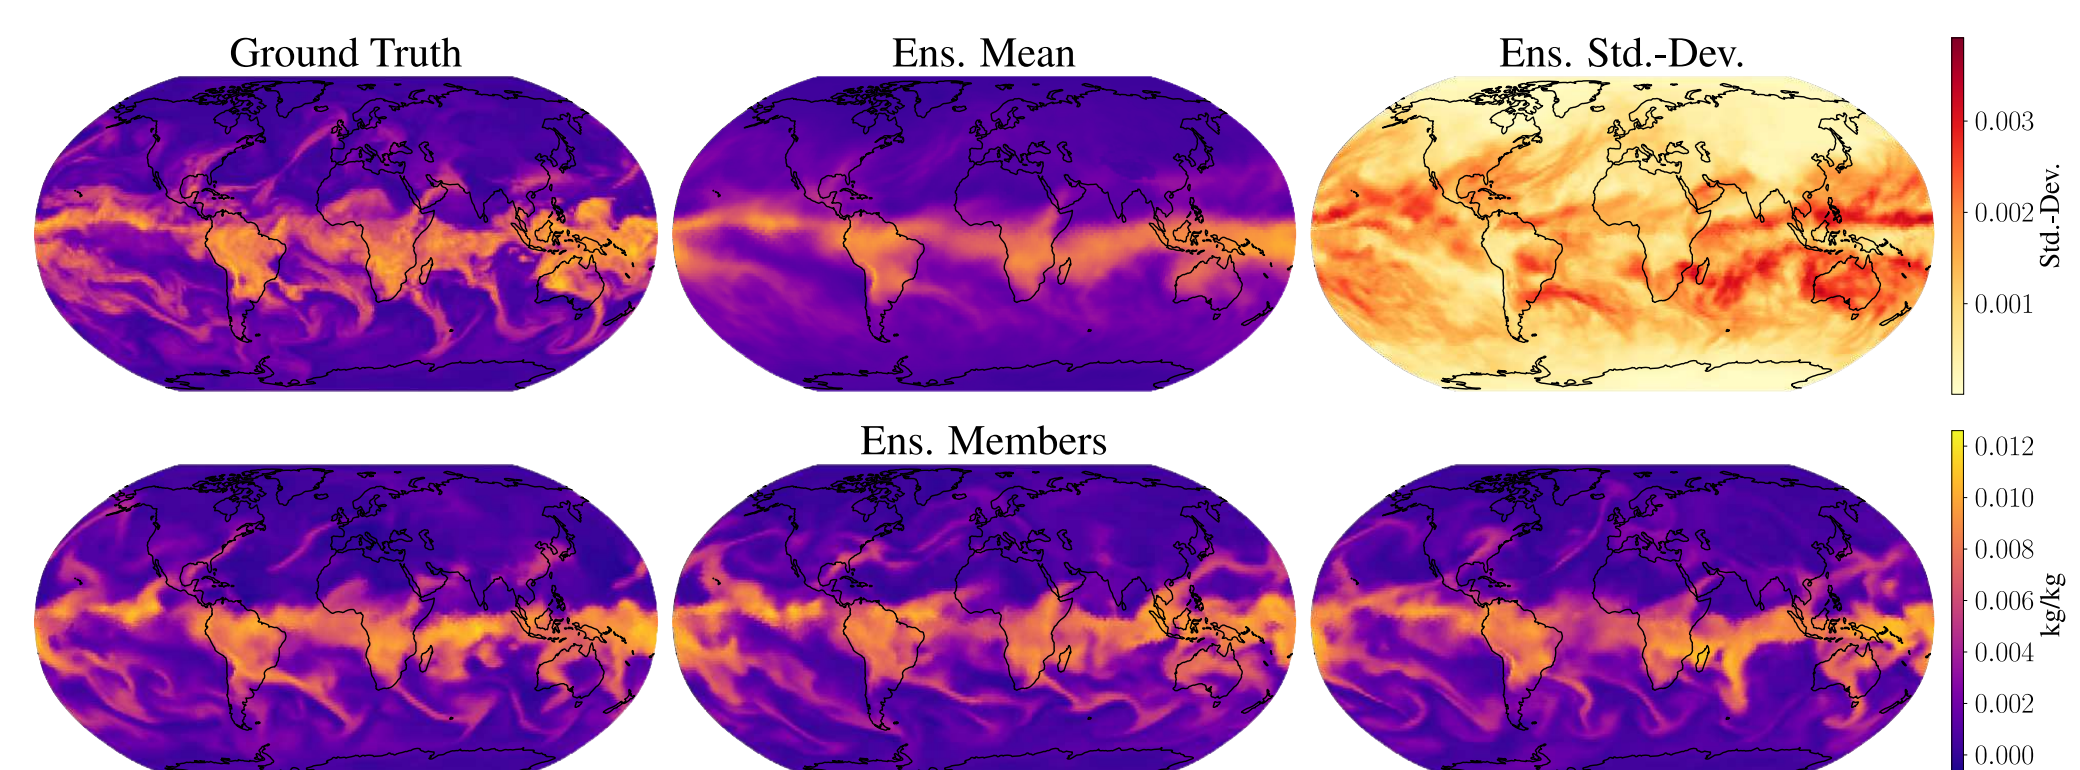 Ground Truth
Ens. Mean
Ens. Std.-Dev.
0.003
0.002
0.001
Std.-Dev.
Ens. Members
0.012
0.010
0.008
0.006
0.004
0.002
0.000
kg/kg